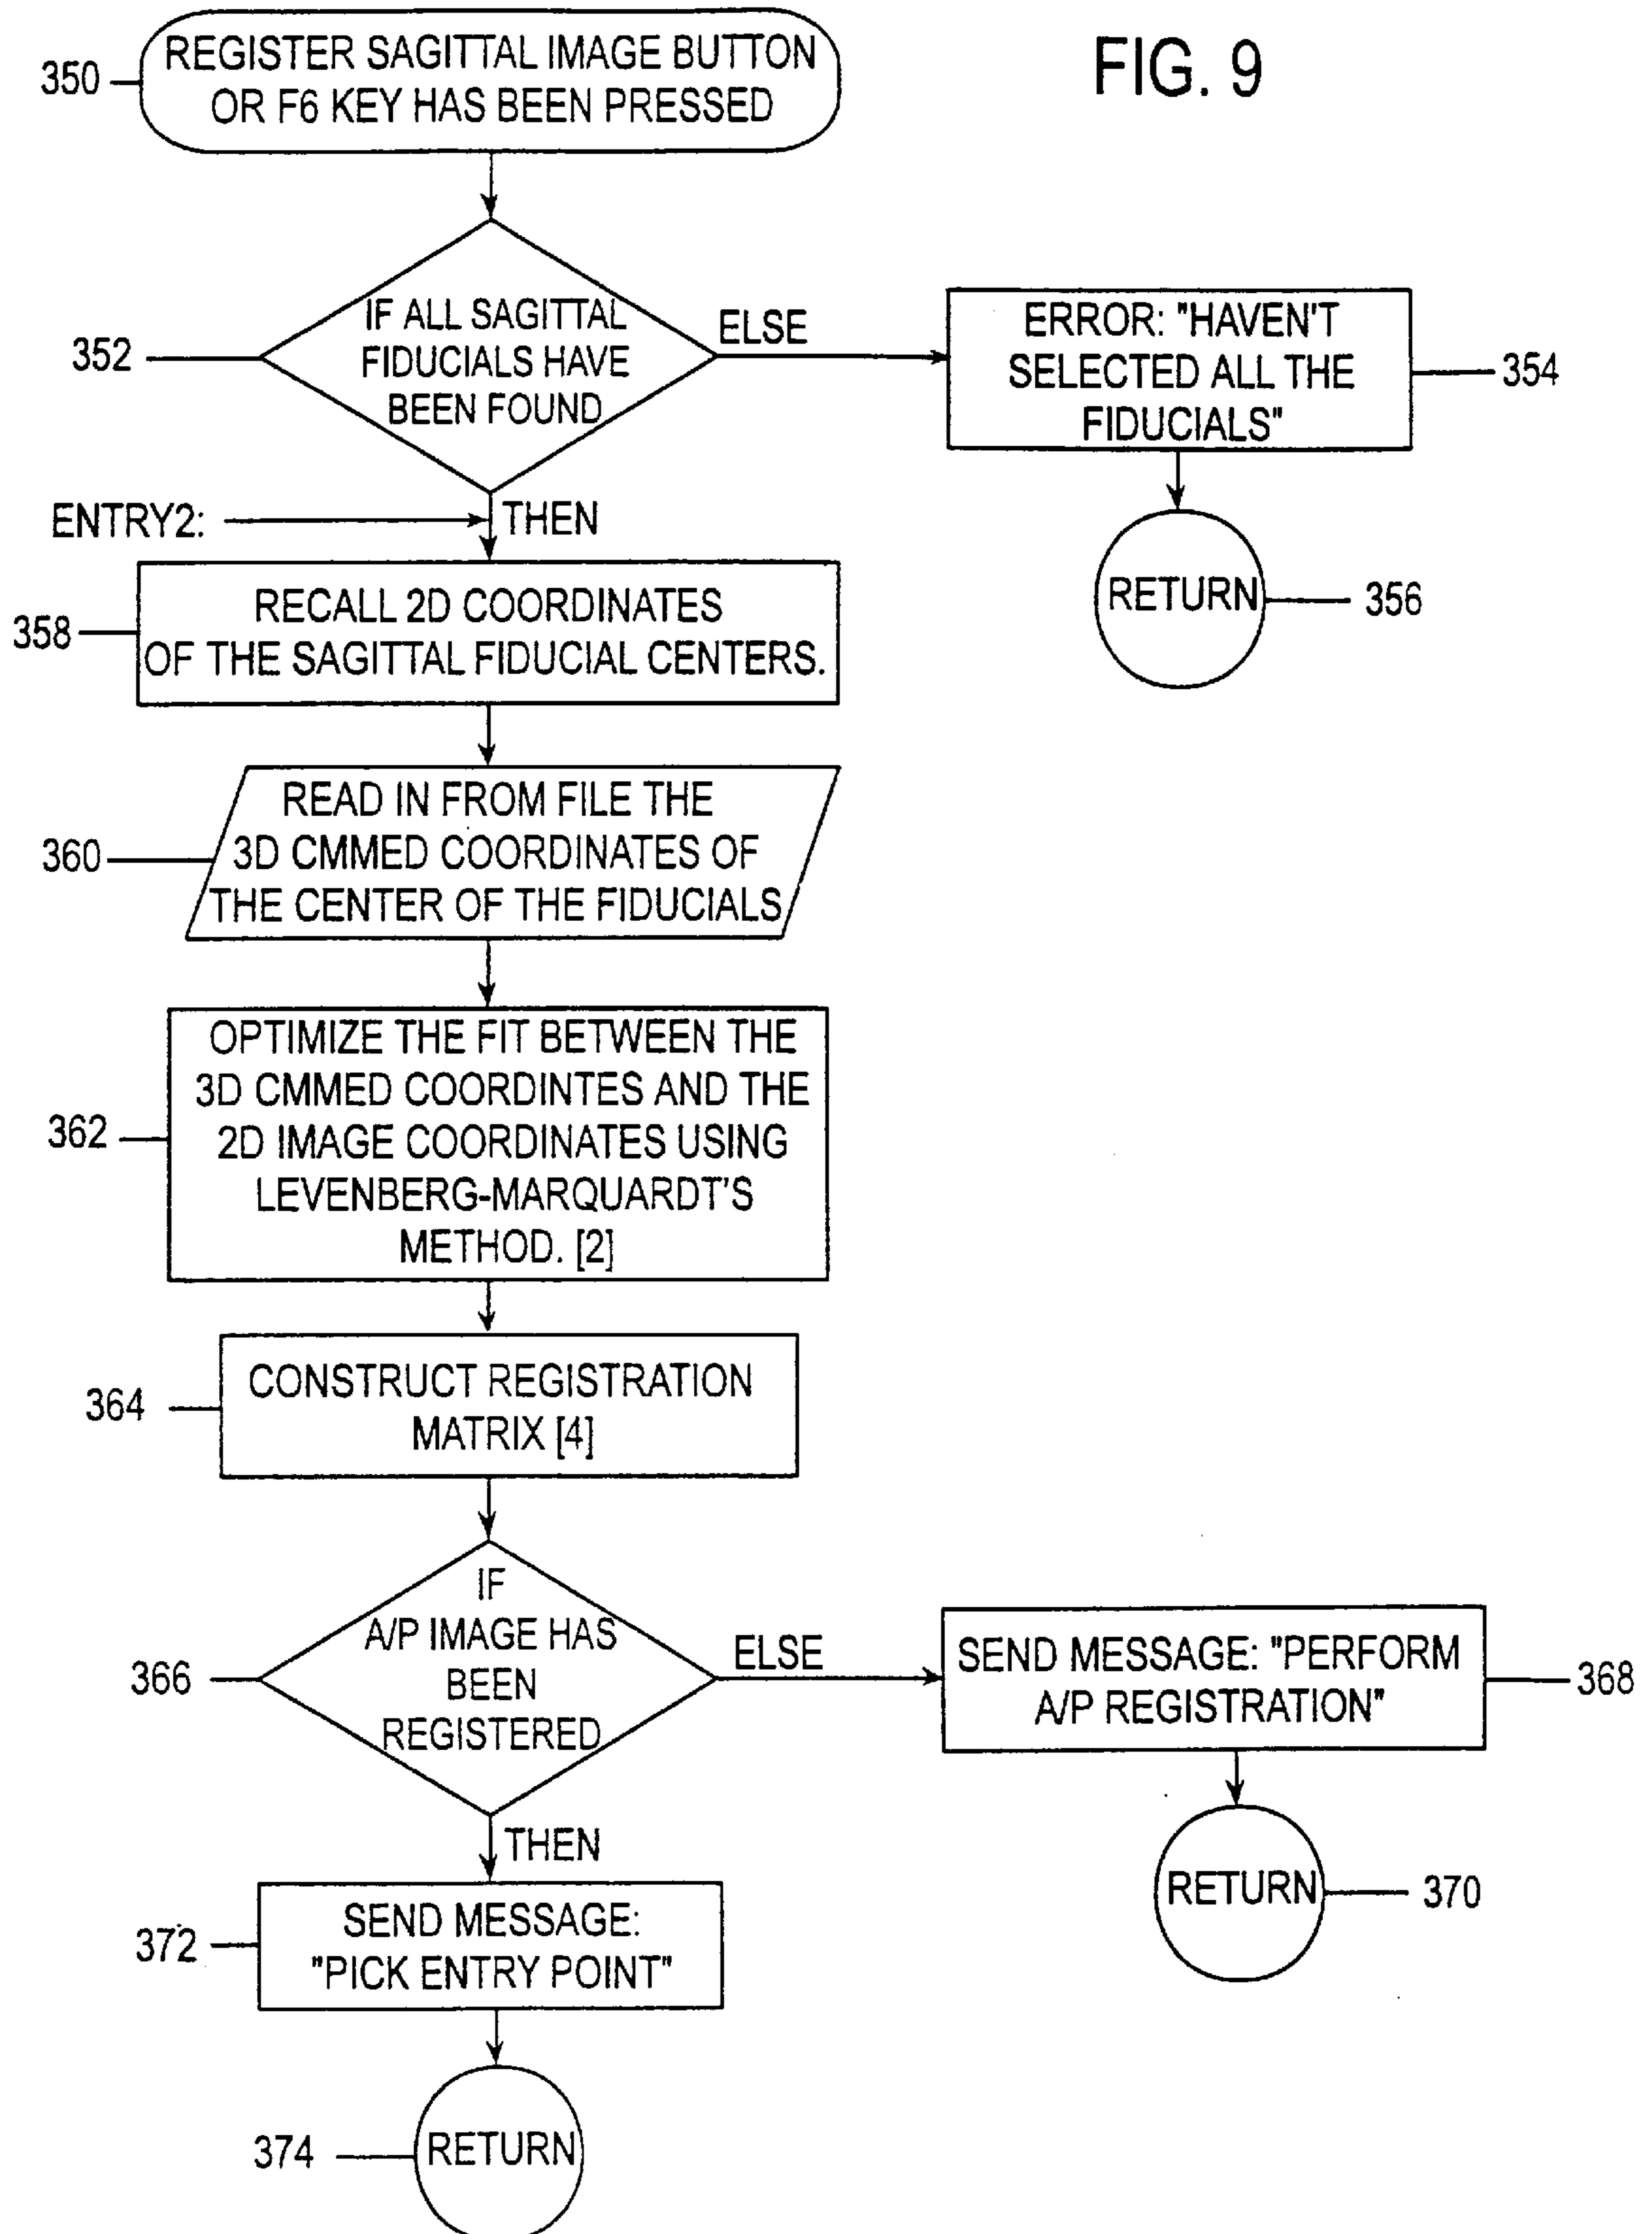 FIG. 9
350
REGISTER SAGITTAL IMAGE BUTTON
OR F6 KEY HAS BEEN PRESSED
352
IF ALL SAGITTAL
FIDUCIALS HAVE
BEEN FOUND
ELSE
ERROR: "HAVEN'T
SELECTED ALL THE
FIDUCIALS"
354
RETURN
356
ENTRY2:
THEN
358
RECALL 2D COORDINATES
OF THE SAGITTAL FIDUCIAL CENTERS.
360
READ IN FROM FILE THE
3D CMMED COORDINATES OF
THE CENTER OF THE FIDUCIALS
362
OPTIMIZE THE FIT BETWEEN THE
3D CMMED COORDINTES AND THE
2D IMAGE COORDINATES USING
LEVENBERG-MARQUARDT'S
METHOD. [2]
364
CONSTRUCT REGISTRATION
MATRIX [4]
366
IF
A/P IMAGE HAS
BEEN
REGISTERED
ELSE
SEND MESSAGE: "PERFORM
A/P REGISTRATION"
368
RETURN
370
THEN
372
SEND MESSAGE:
"PICK ENTRY POINT"
374
RETURN